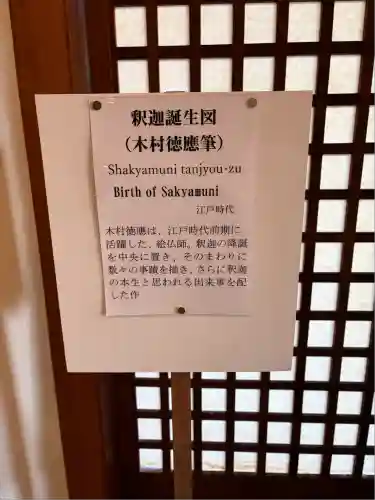 釈迦誕生図
(木村徳應筆)
Shakyamuni tanjyou-zu
Birth of Sakyamuni
江戸時代
木村徳應は、江戸時代前期に
活躍した、絵仏師。釈迦の降誕
を中央に置き、そのまわりに
数々の事蹟を描き、さらに釈迦
の本生と思われる出来事を配
した作